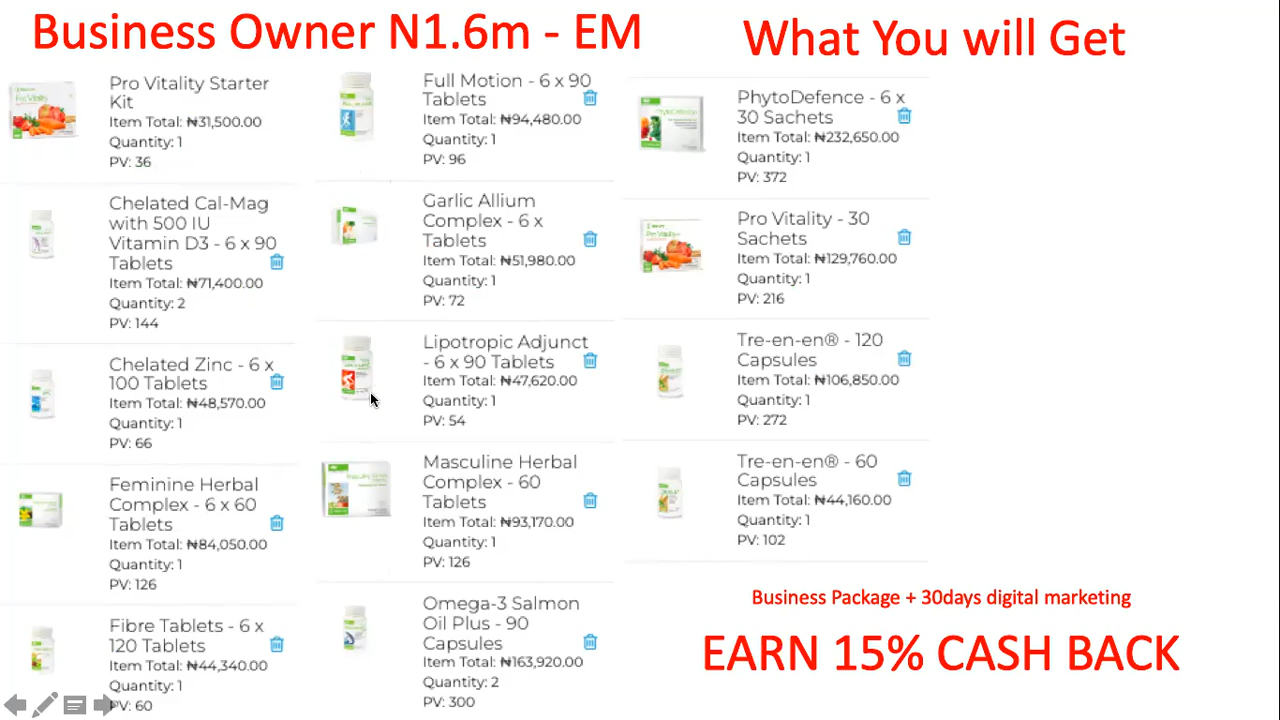 Business Owner N1.6m - EM
What You will Get
Pro Vitality Starter
Kit
Item Total: ₦31,500.00
Quantity: 1
PV: 36
Chelated Cal-Mag
with 500 IU
Vitamin D3 - 6 x 90
Tablets
Item Total: ₦71,400.00
Quantity: 2
PV: 144
Chelated Zinc - 6 x
100 Tablets
Item Total: ₦48,570.00
Quantity: 1
PV: 66
Feminine Herbal
Complex - 6 x 60
Tablets
Item Total: ₦84,050.00
Quantity: 1
PV: 126
Fibre Tablets - 6 x
120 Tablets
Item Total: ₦44,340.00
Quantity: 1
PV: 60
Full Motion - 6 x 90
Tablets
Item Total: ₦94,480.00
Quantity: 1
PV: 96
Garlic Allium
Complex - 6 x
Tablets
Item Total: ₦51,980.00
Quantity: 1
PV: 72
Lipotropic Adjunct
- 6 x 90 Tablets
Item Total: ₦47,620.00
Quantity: 1
PV: 54
Masculine Herbal
Complex - 60
Tablets
Item Total: ₦93,170.00
Quantity: 1
PV: 126
Omega-3 Salmon
Oil Plus - 90
Capsules
Item Total: ₦163,920.00
Quantity: 2
PV: 300
PhytoDefence - 6 x
30 Sachets
Item Total: ₦232,650.00
Quantity: 1
PV: 372
Pro Vitality - 30
Sachets
Item Total: ₦129,760.00
Quantity: 1
PV: 216
Tre-en-en® - 120
Capsules
Item Total: ₦106,850.00
Quantity: 1
PV: 272
Tre-en-en® - 60
Capsules
Item Total: ₦44,160.00
Quantity: 1
PV: 102
Business Package + 30days digital marketing
EARN 15% CASH BACK